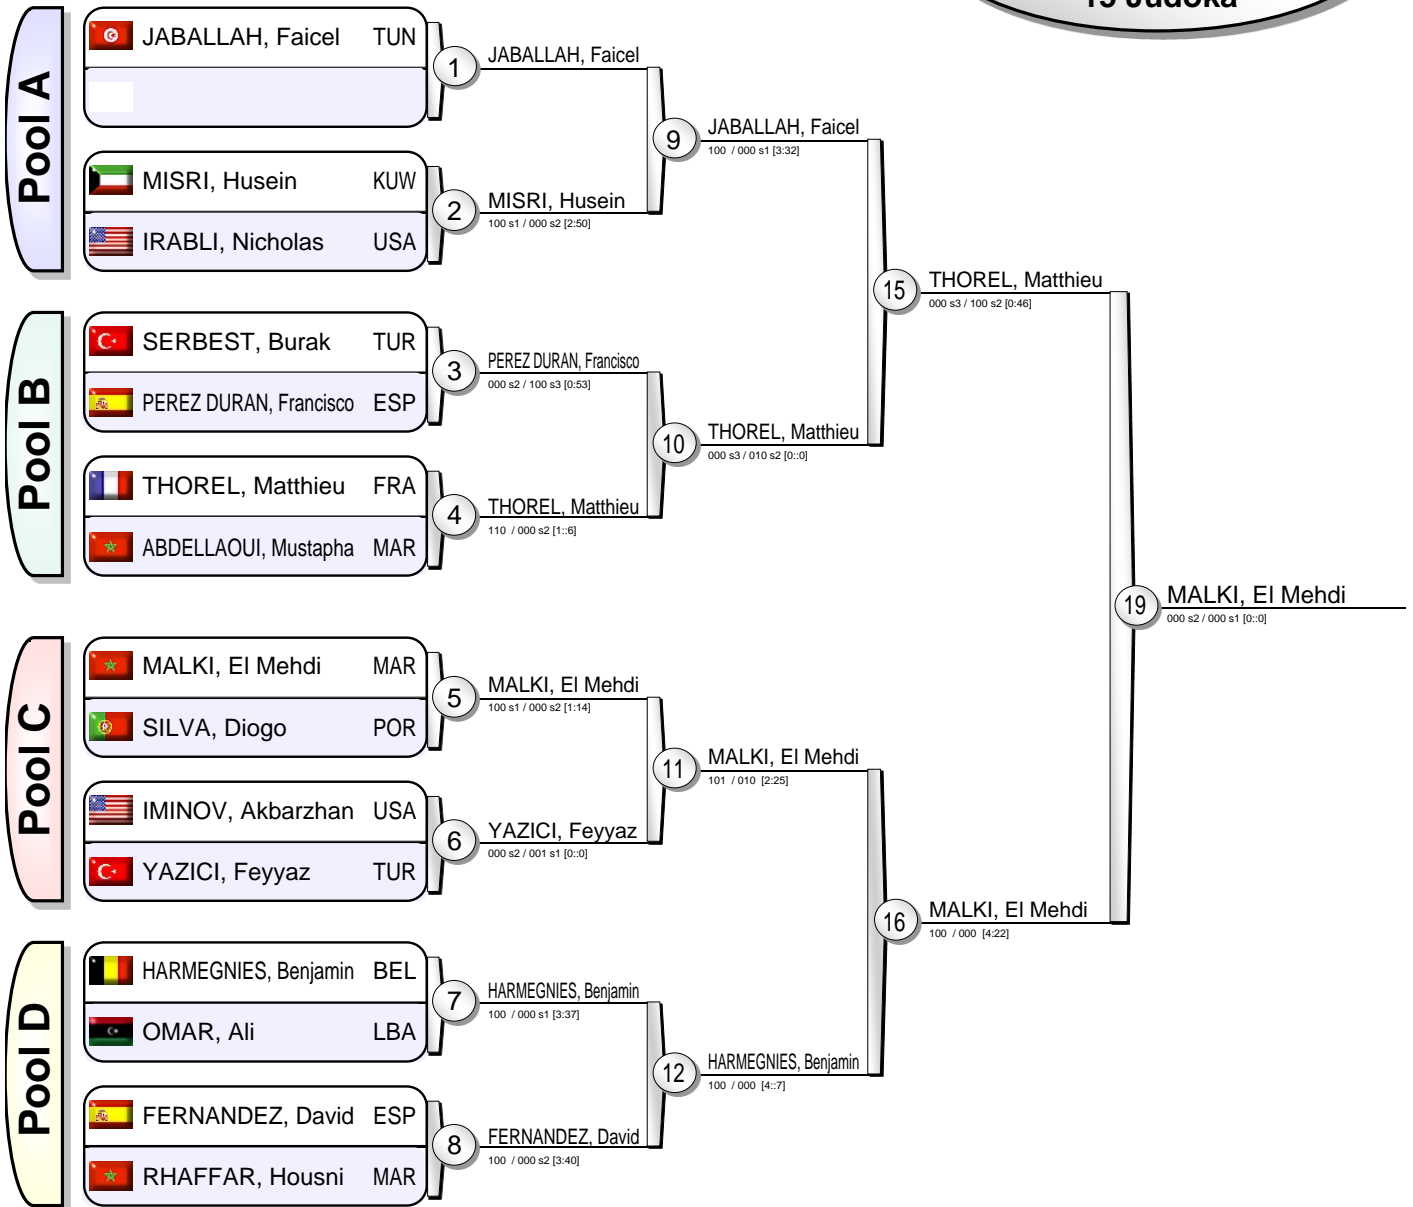 15 Judoka
Pool A
JABALLAH, Faicel TUN
1
JABALLAH, Faicel
MISRI, Husein KUW
IRABLI, Nicholas USA
2
MISRI, Husein
100 s1 / 000 s2 [2:50]
9
JABALLAH, Faicel
100 / 000 s1 [3:32]
Pool B
SERBEST, Burak TUR
PEREZ DURAN, Francisco ESP
3
PEREZ DURAN, Francisco
000 s2 / 100 s3 [0:53]
THOREL, Matthieu FRA
ABDELLAOUI, Mustapha MAR
4
THOREL, Matthieu
110 / 000 s2 [1::6]
10
THOREL, Matthieu
000 s3 / 010 s2 [0::0]
15
THOREL, Matthieu
000 s3 / 100 s2 [0:46]
Pool C
MALKI, El Mehdi MAR
SILVA, Diogo POR
5
MALKI, El Mehdi
100 s1 / 000 s2 [1:14]
IMINOV, Akbarzhan USA
YAZICI, Feyyaz TUR
6
YAZICI, Feyyaz
000 s2 / 001 s1 [0::0]
11
MALKI, El Mehdi
101 / 010 [2:25]
Pool D
HARMEGNIES, Benjamin BEL
OMAR, Ali LBA
7
HARMEGNIES, Benjamin
100 / 000 s1 [3:37]
FERNANDEZ, David ESP
RHAFFAR, Housni MAR
8
FERNANDEZ, David
100 / 000 s2 [3:40]
12
HARMEGNIES, Benjamin
100 / 000 [4::7]
16
MALKI, El Mehdi
100 / 000 [4:22]
19
MALKI, El Mehdi
000 s2 / 000 s1 [0::0]